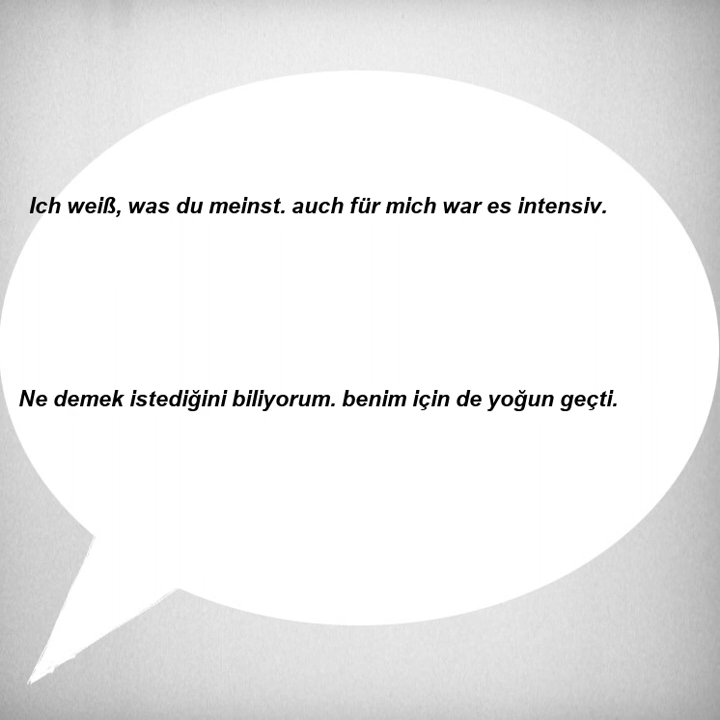 Ich weiß, was du meinst. auch für mich war es intensiv.
Ne demek istediğini biliyorum. benim için de yoğun geçti.